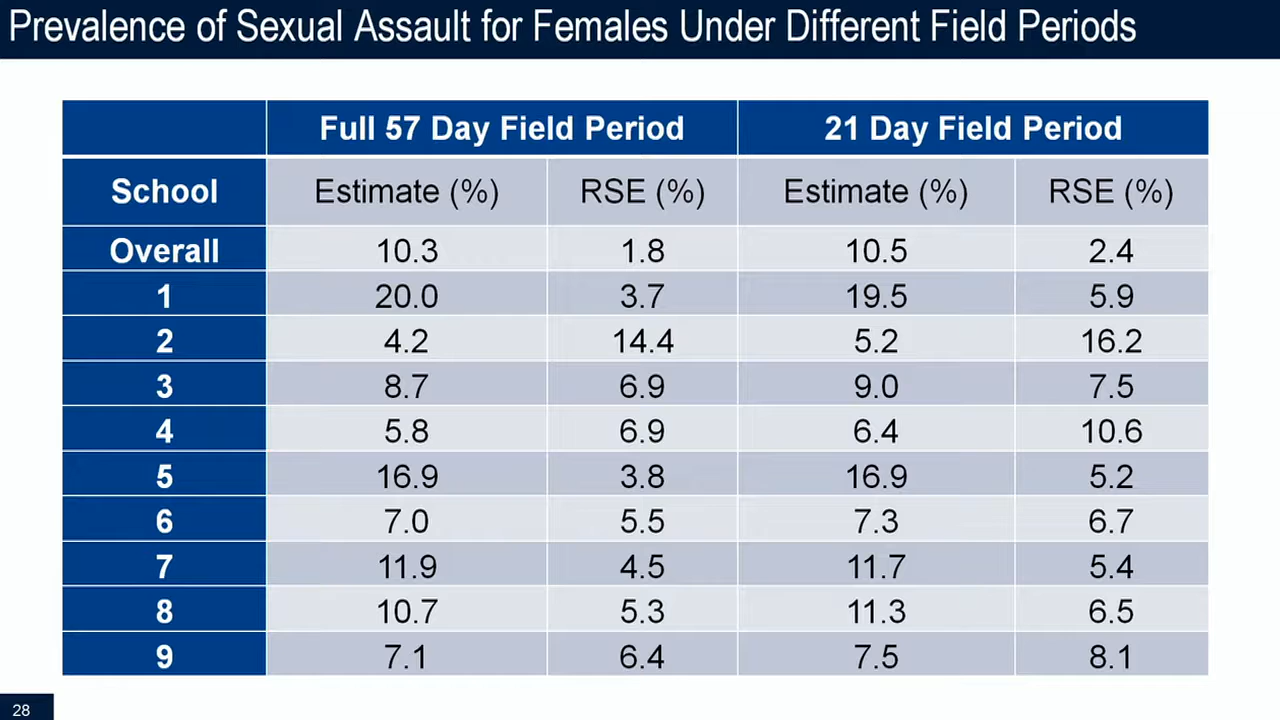 Prevalence of Sexual Assault for Females Under Different Field Periods
Full 57 Day Field Period 21 Day Field Period
School Estimate (%) RSE (%) Estimate (%) RSE (%)
Overall 10.3 1.8 10.5 2.4
1 20.0 3.7 19.5 5.9
2 4.2 14.4 5.2 16.2
3 8.7 6.9 9.0 7.5
4 5.8 6.9 6.4 10.6
5 16.9 3.8 16.9 5.2
6 7.0 5.5 7.3 6.7
7 11.9 4.5 11.7 5.4
8 10.7 5.3 11.3 6.5
9 7.1 6.4 7.5 8.1
28